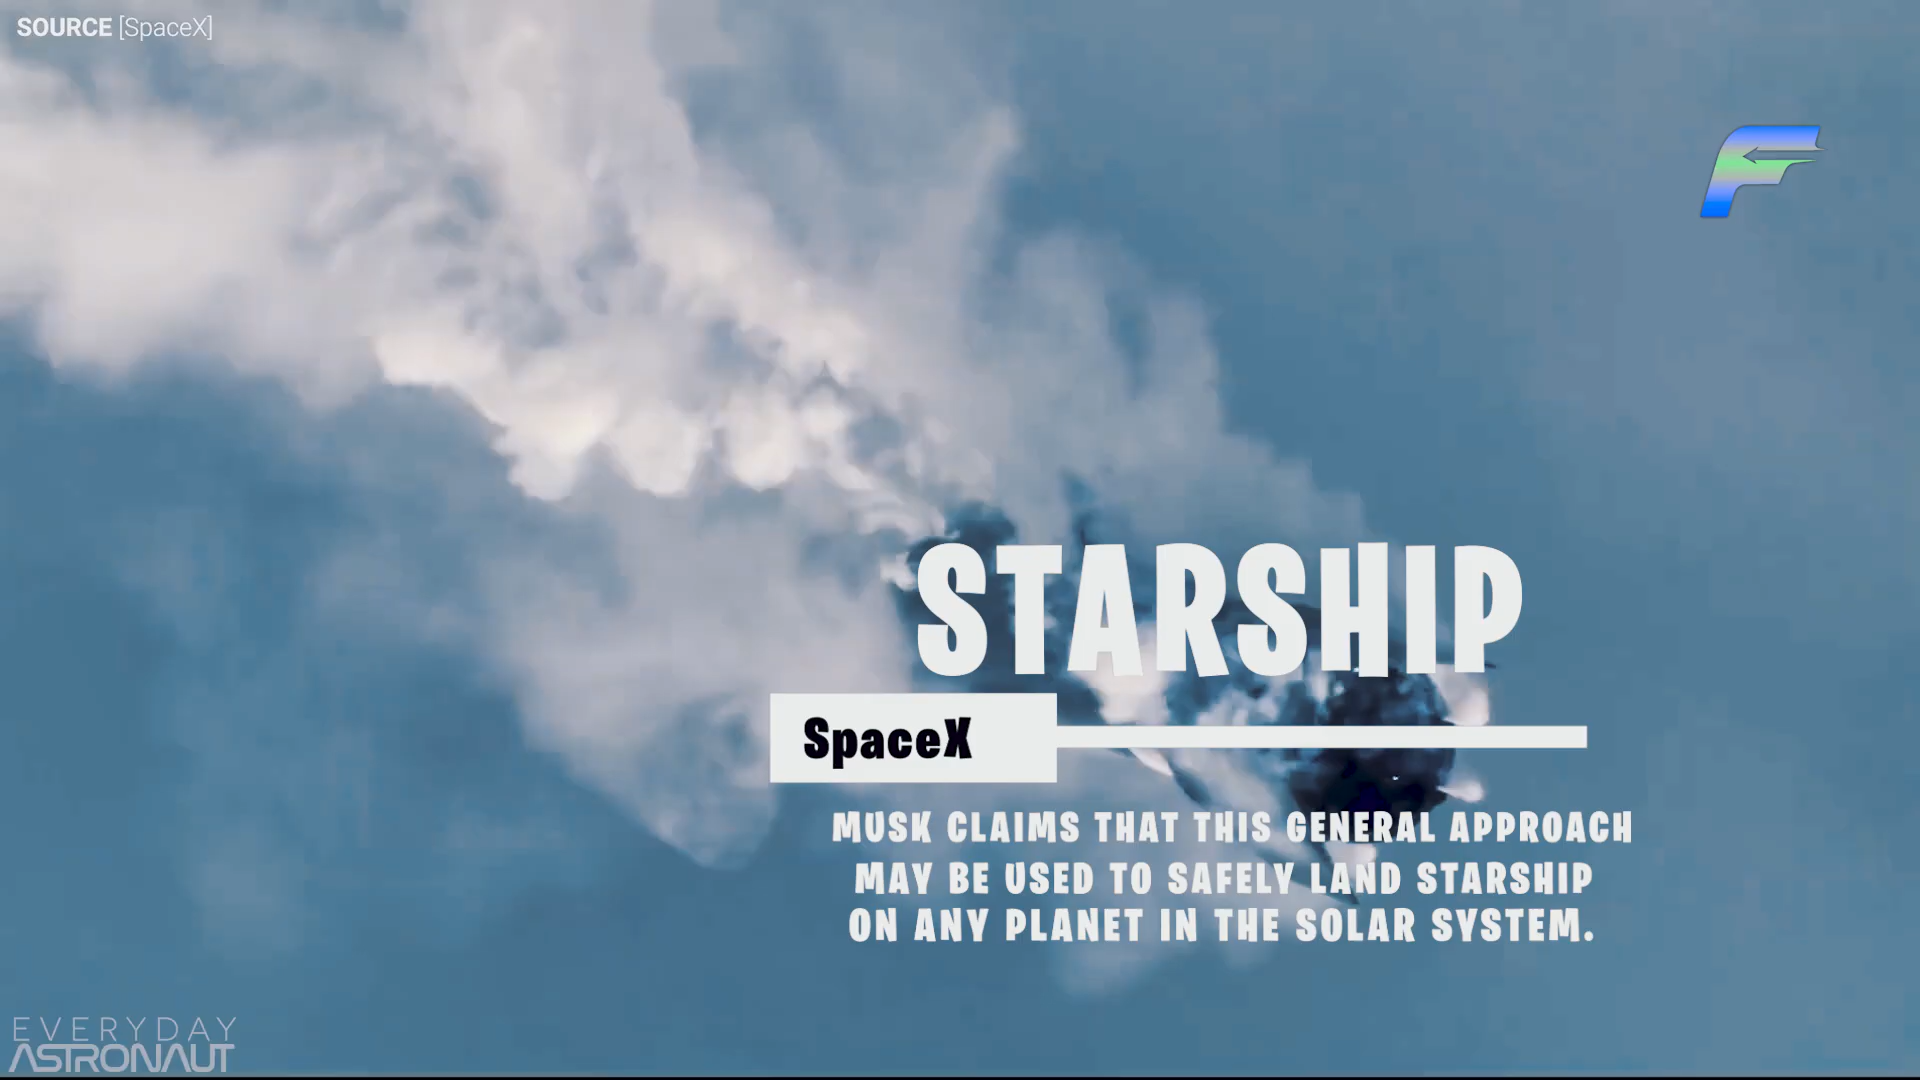 SOURCE [SpaceX]
STARSHIP
SpaceX
MUSK CLAIMS THAT THIS GENERAL APPROACH
MAY BE USED TO SAFELY LAND STARSHIP
ON ANY PLANET IN THE SOLAR SYSTEM.
EVERYDAY
ASTRONAUT